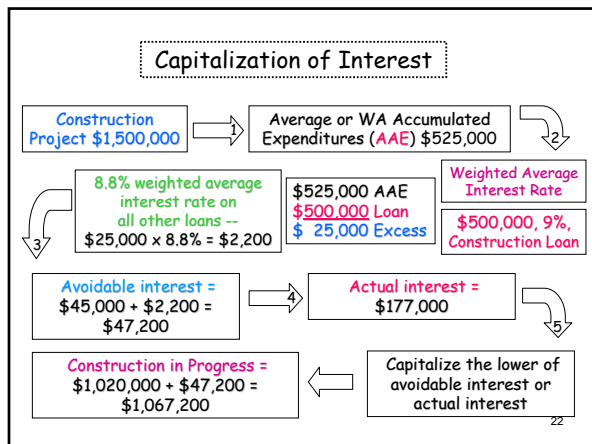 Capitalization of Interest
Construction
Project $1,500,000
1
Average or WA Accumulated
Expenditures (AAE) $525,000
2
Weighted Average
Interest Rate
$500,000, 9%,
Construction Loan
$525,000 AAE
$500,000 Loan
$ 25,000 Excess
8.8% weighted average
interest rate on
all other loans --
$25,000 x 8.8% = $2,200
3
Avoidable interest =
$45,000 + $2,200 =
$47,200
4
Actual interest =
$177,000
5
Capitalize the lower of
avoidable interest or
actual interest
Construction in Progress =
$1,020,000 + $47,200 =
$1,067,200
22